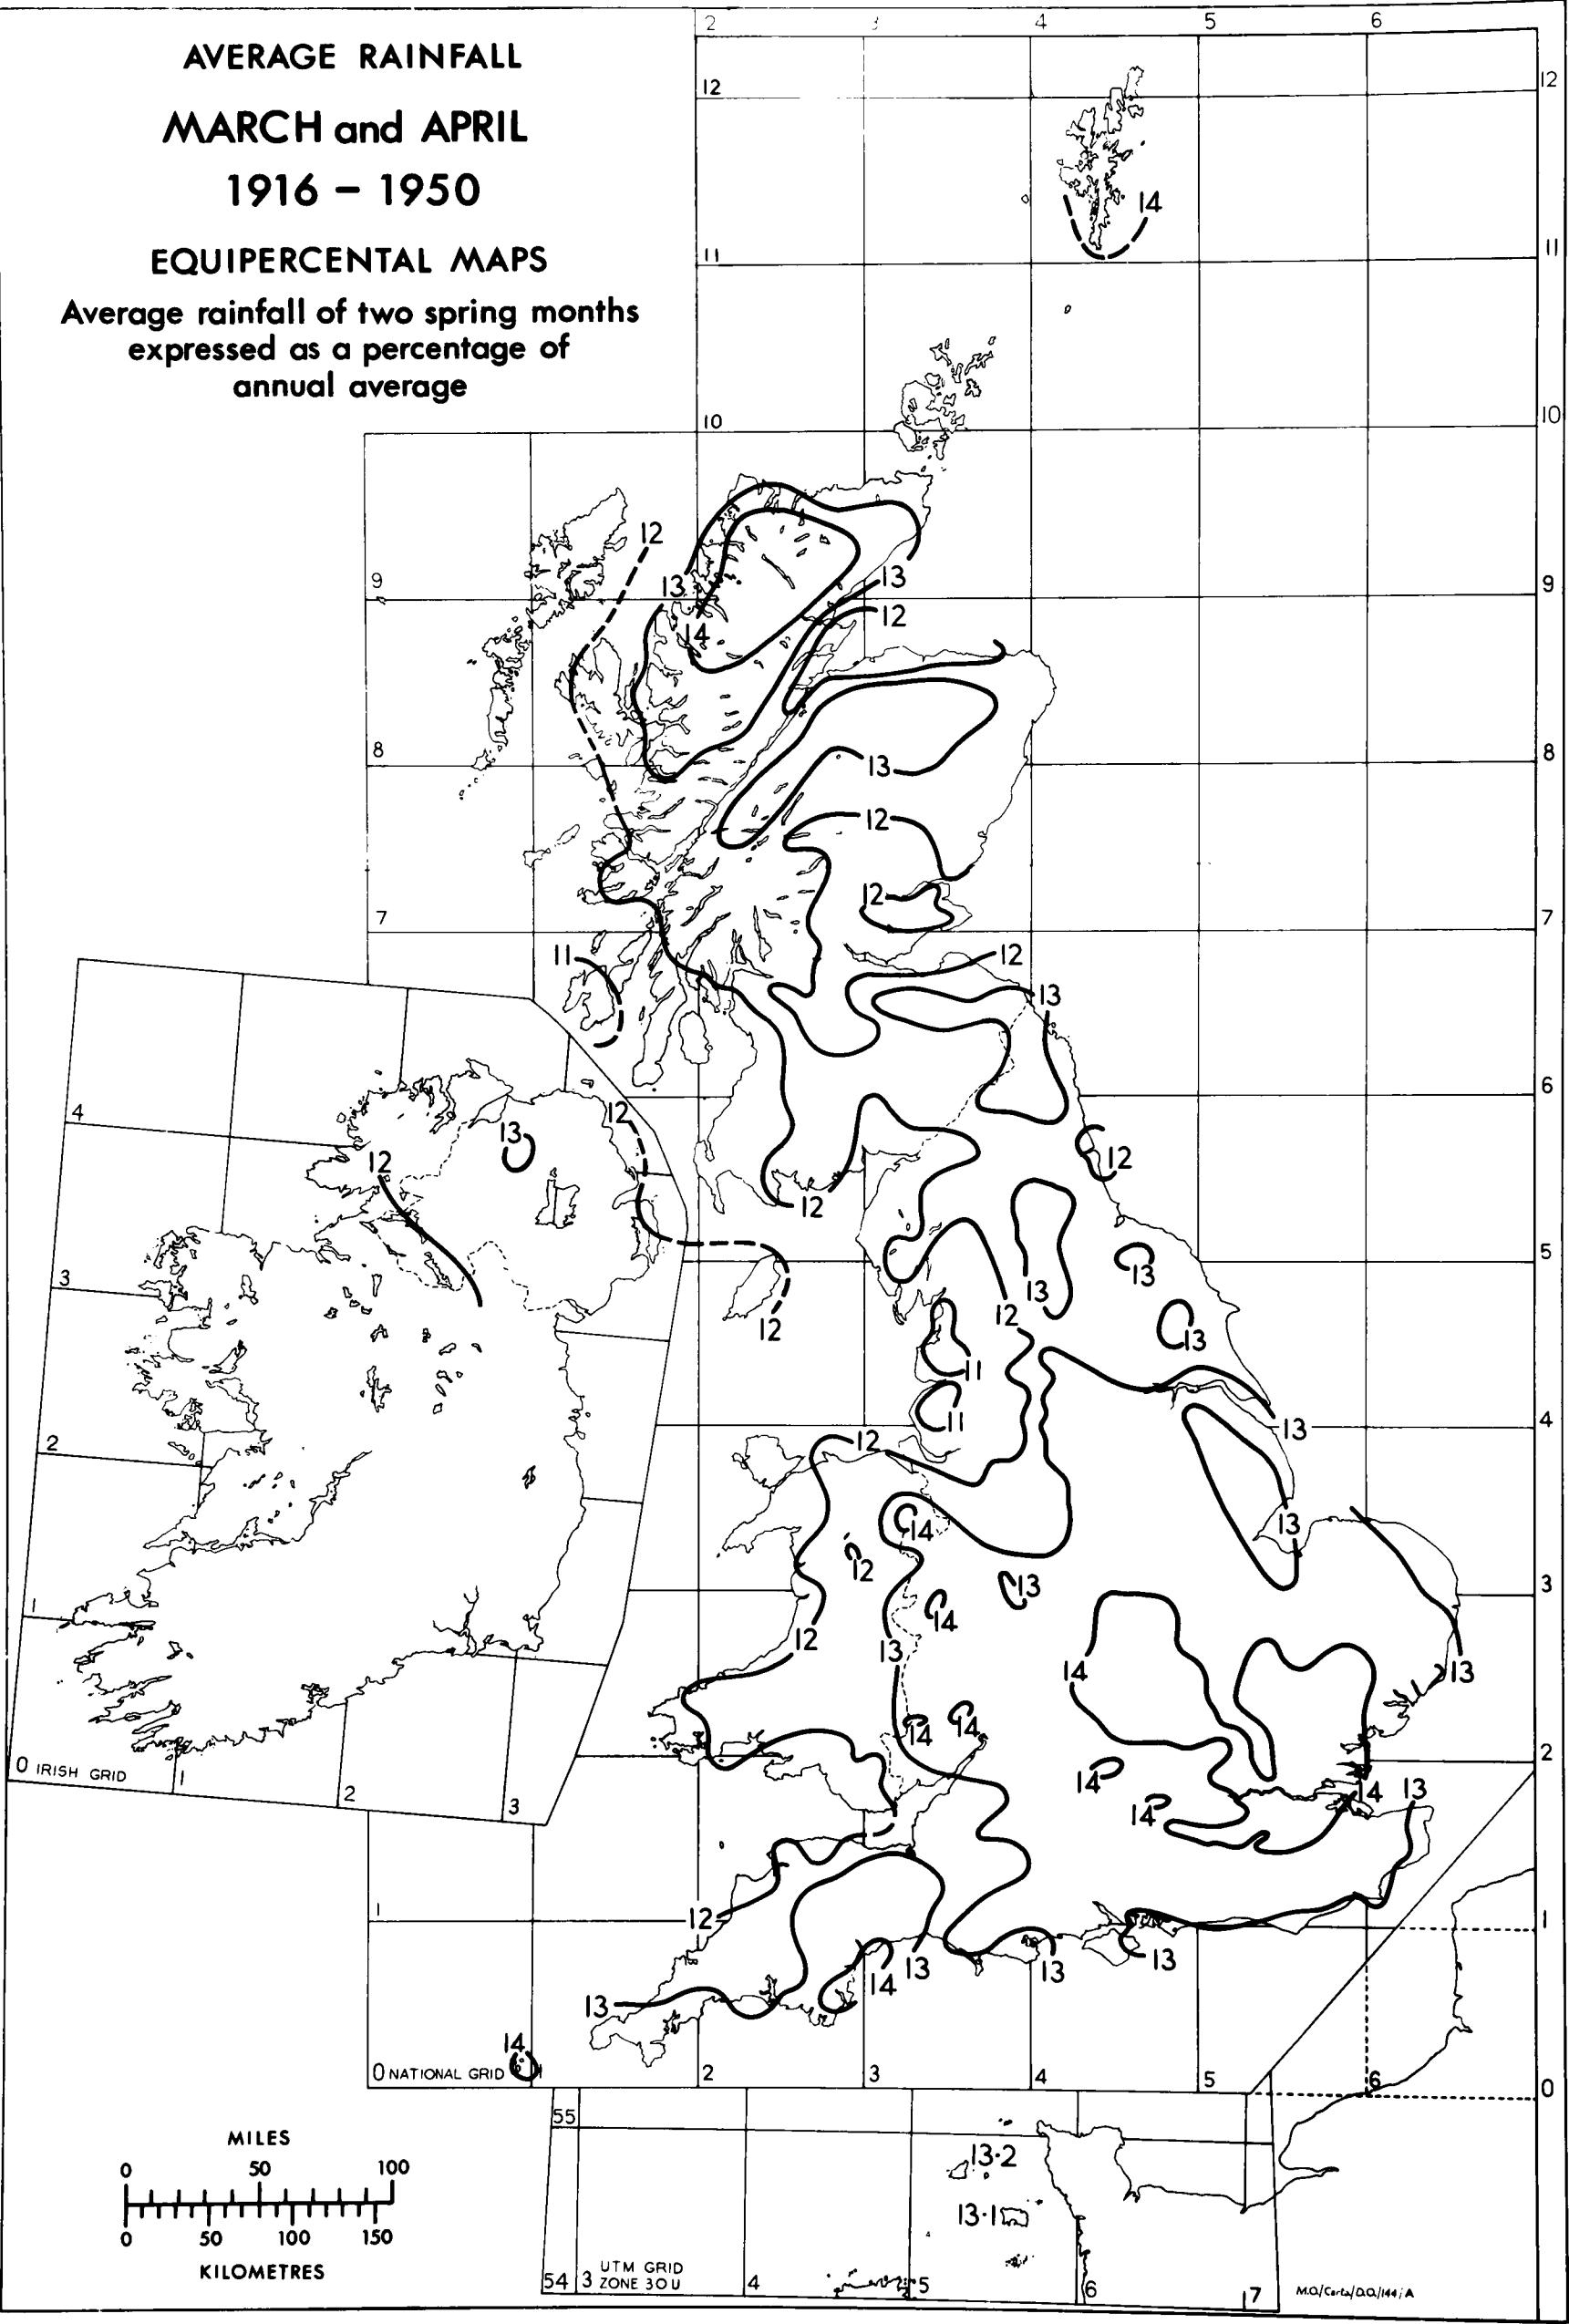 AVERAGE RAINFALL
MARCH and APRIL
1916 – 1950
EQUIPERCENTAL MAPS
Average rainfall of two spring months
expressed as a percentage of
annual average
2 3 4 5 6
12 12
14
11 11
10 10
12
9 13 13 9
12
14
8 13 8
12
12
7 7
11 12
13
6
4 12
13
12 12
12
5
3 13 13
12 12
13
11
11
2 12 13 4
14 13
12
1 14 13 3
12 13
14 13
14 14
0 IRISH GRID 1 2 3
14 2
14 14 13
1 12 1
13 14 13 13 13
14
0 NATIONAL GRID 1 2 3 4 5 6 0
55
MILES
0 50 100
0 50 100 150
KILOMETRES
13·2
13·1
54 3 UTM GRID
ZONE 30U 4 5 6 7